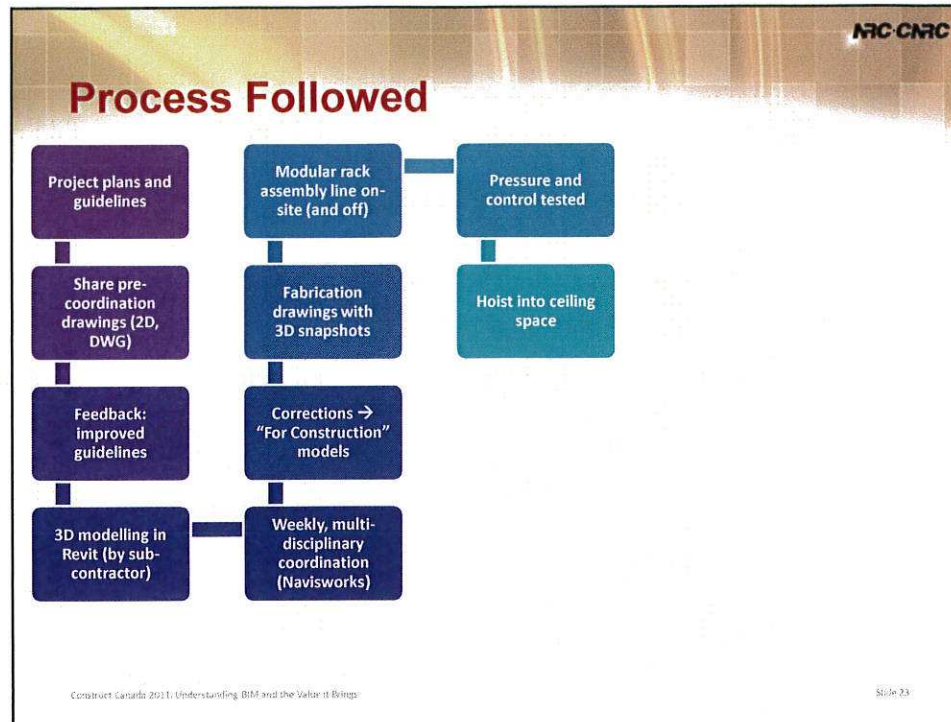 NRC·CNRC
Process Followed
Project plans and
guidelines
Share pre-
coordination
drawings (2D,
DWG)
Feedback:
improved
guidelines
3D modelling in
Revit (by sub-
contractor)
Weekly, multi-
disciplinary
coordination
(Navisworks)
Corrections →
“For Construction”
models
Fabrication
drawings with
3D snapshots
Modular rack
assembly line on-
site (and off)
Pressure and
control tested
Hoist into ceiling
space
Construct Canada 2011: Understanding BIM and the Value it Brings
Slide 23